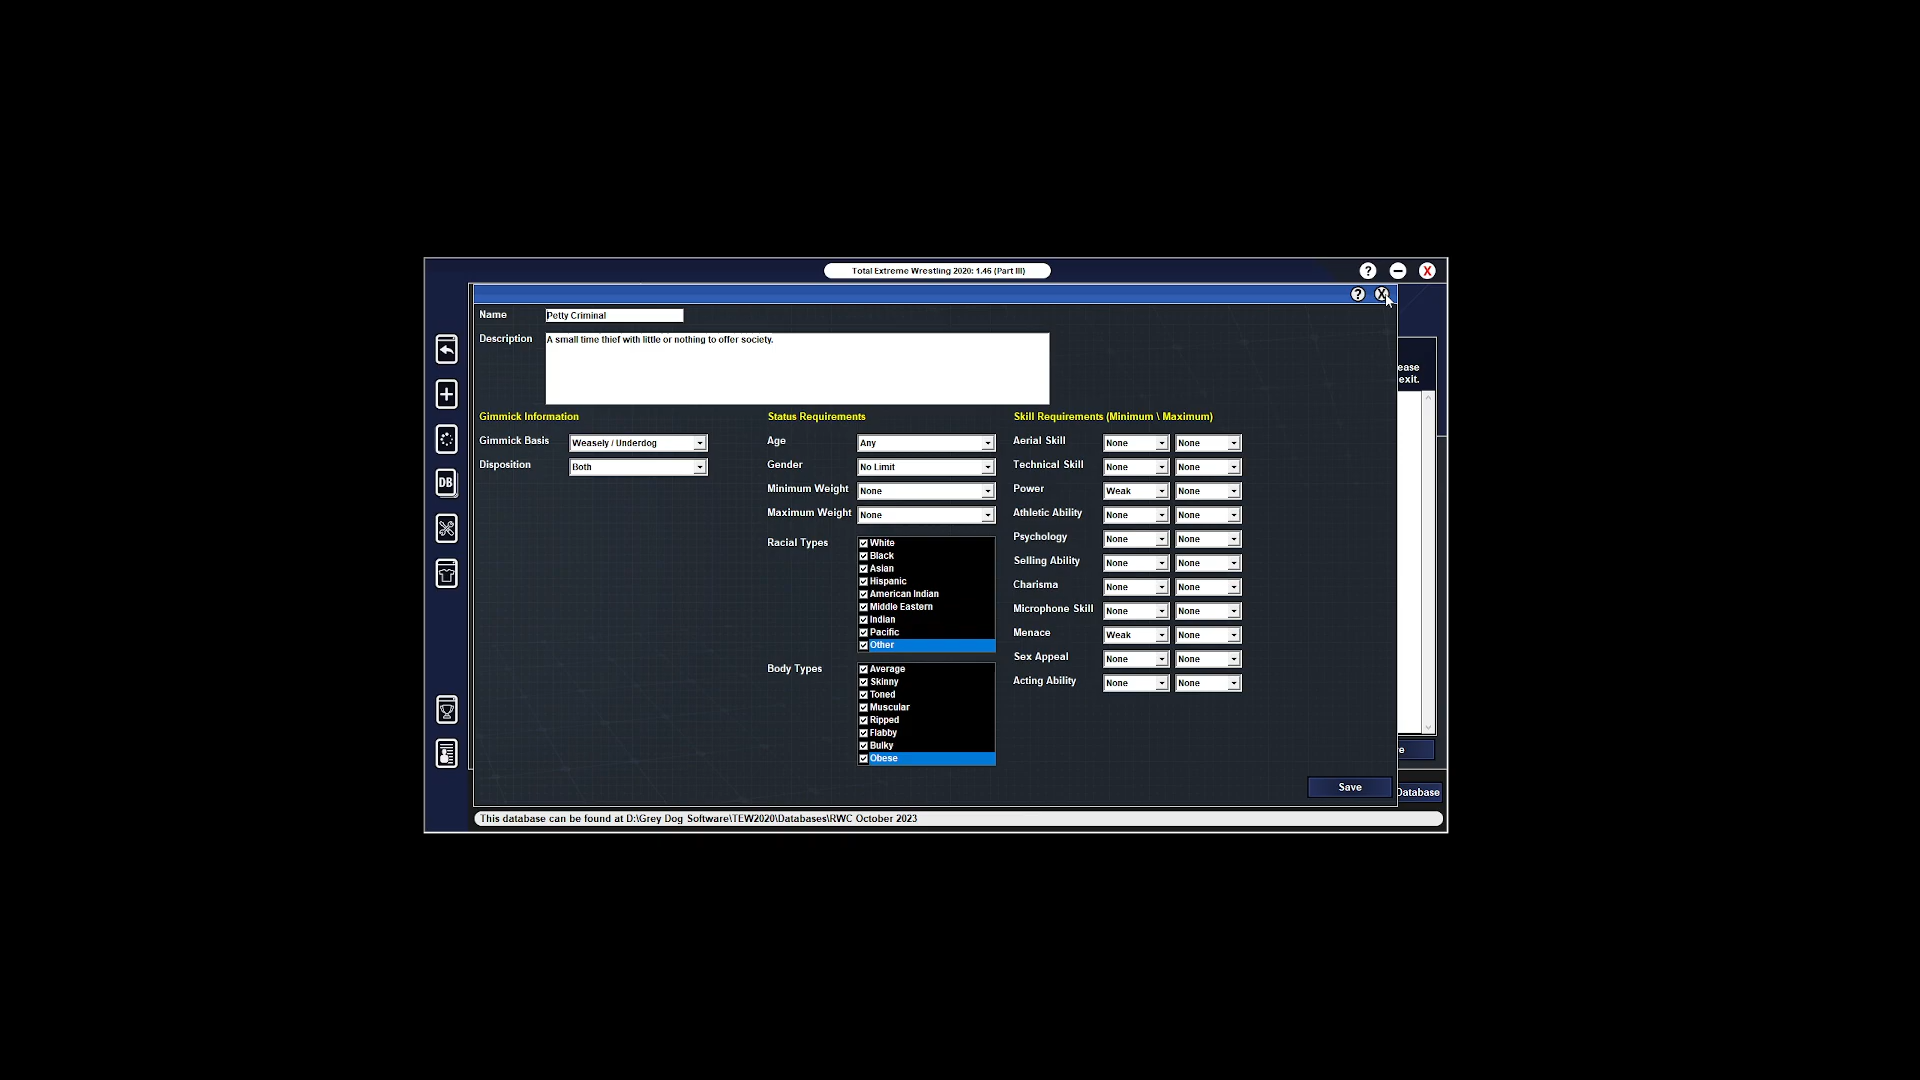 Total Extreme Wrestling 2020: 1.46 (Part III)
? X
? X
Name Petty Criminal
Description A small time thief with little or nothing to offer society.
ease
exit.
Gimmick Information Status Requirements Skill Requirements (Minimum \ Maximum)
Gimmick Basis Weasely / Underdog Age Any Aerial Skill None None
Disposition Both Gender No Limit Technical Skill None None
Minimum Weight None Power Weak None
Maximum Weight None Athletic Ability None None
Racial Types White Psychology None None
Black
Asian Selling Ability None None
Hispanic Charisma None None
American Indian
Middle Eastern Microphone Skill None None
Indian
Pacific Menace Weak None
Other
Body Types Average Sex Appeal None None
Skinny Acting Ability None None
Toned
Muscular
Ripped
Flabby
Bulky
Obese
DB
e
Save
Database
This database can be found at D:\Grey Dog Software\TEW2020\Databases\RWC October 2023